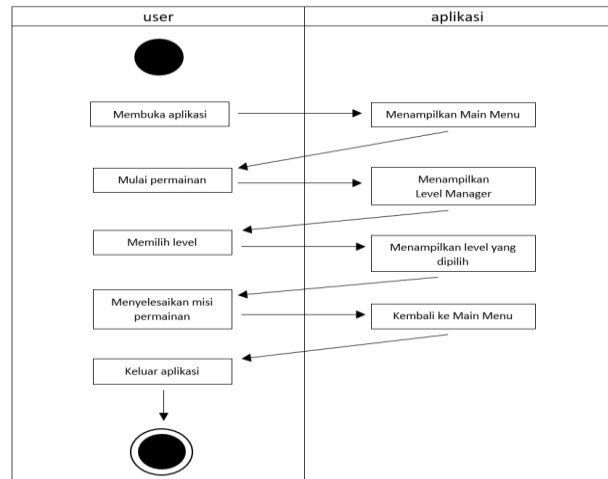 user
aplikasi
Membuka aplikasi
Menampilkan Main Menu
Mulai permainan
Menampilkan
Level Manager
Memilih level
Menampilkan level yang
dipilih
Menyelesaikan misi
permainan
Kembali ke Main Menu
Keluar aplikasi